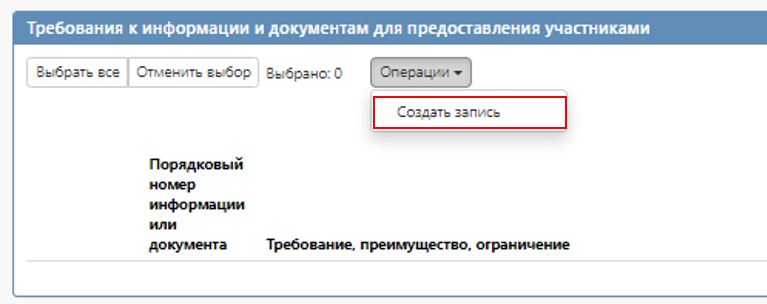 Требования к информации и документам для предоставления участниками
Выбрать все Отменить выбор Выбрано: 0 Операции
Создать запись
Порядковый
номер
информации
или
документа Требование, преимущество, ограничение